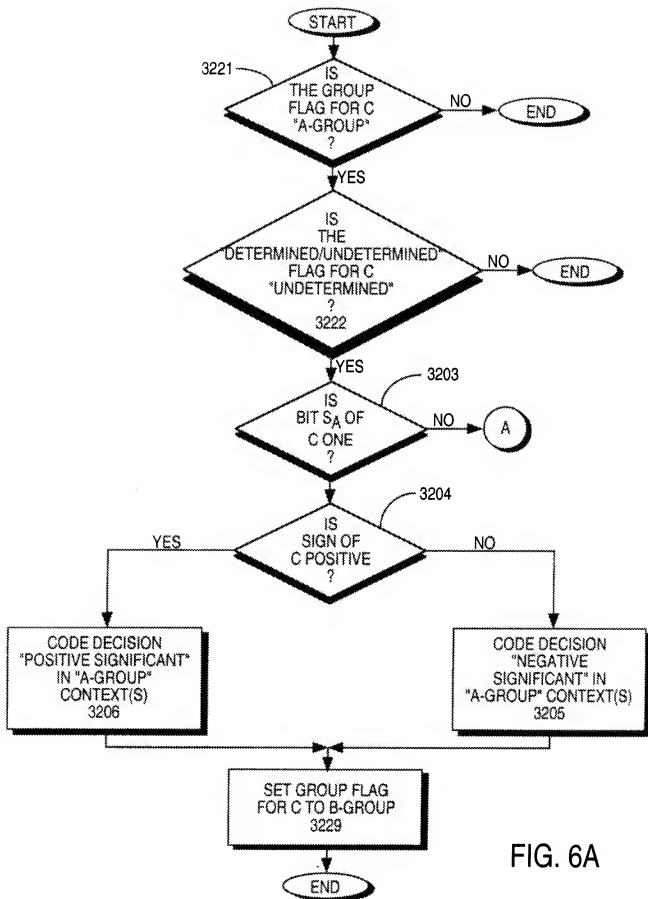 START
3221
IS
THE GROUP
FLAG FOR C
"A-GROUP"
?
NO
END
YES
IS
THE
"DETERMINED/UNDETERMINED"
FLAG FOR C
"UNDETERMINED"
?
3222
NO
END
YES
3203
IS
BIT SA OF
C ONE
?
NO
A
3204
IS
SIGN OF
C POSITIVE
?
YES
NO
CODE DECISION
"POSITIVE SIGNIFICANT"
IN "A-GROUP"
CONTEXT(S)
3206
CODE DECISION
"NEGATIVE
SIGNIFICANT" IN
"A-GROUP" CONTEXT(S)
3205
SET GROUP FLAG
FOR C TO B-GROUP
3229
END
FIG. 6A